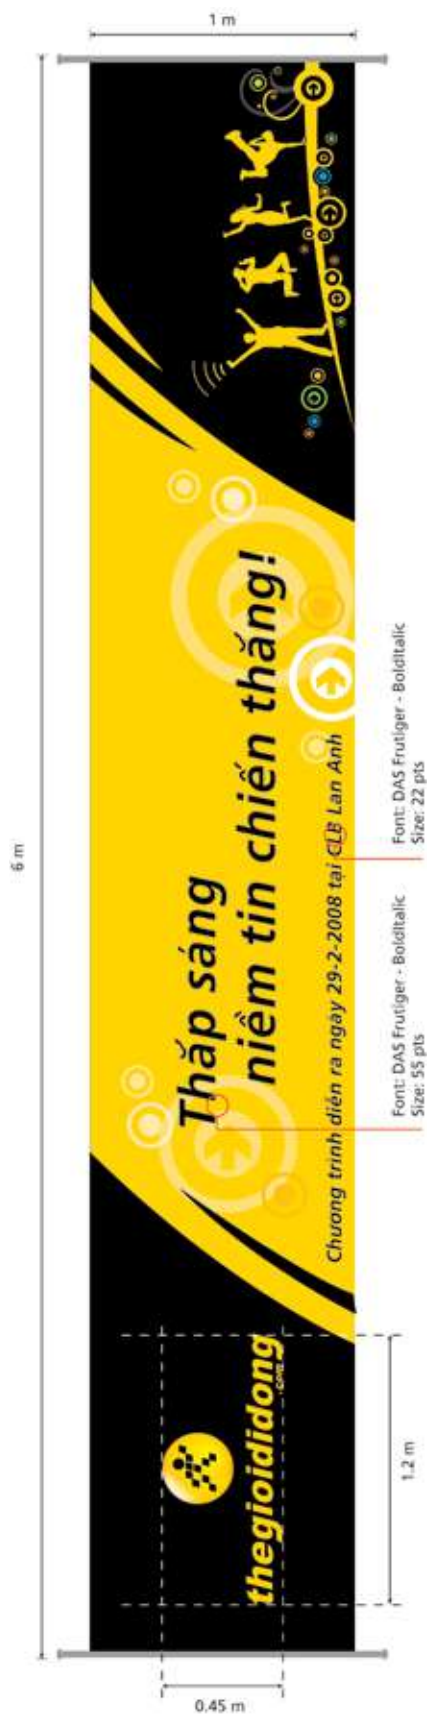 1 m
6 m
Thắp sáng
niềm tin chiến thắng!
Chương trình diễn ra ngày 29-2-2008 tại CLB Lan Anh
Font: DAS Frutiger - BoldItalic
Size: 22 pts
Font: DAS Frutiger - BoldItalic
Size: 55 pts
thegioididong
.com
1.2 m
0.45 m